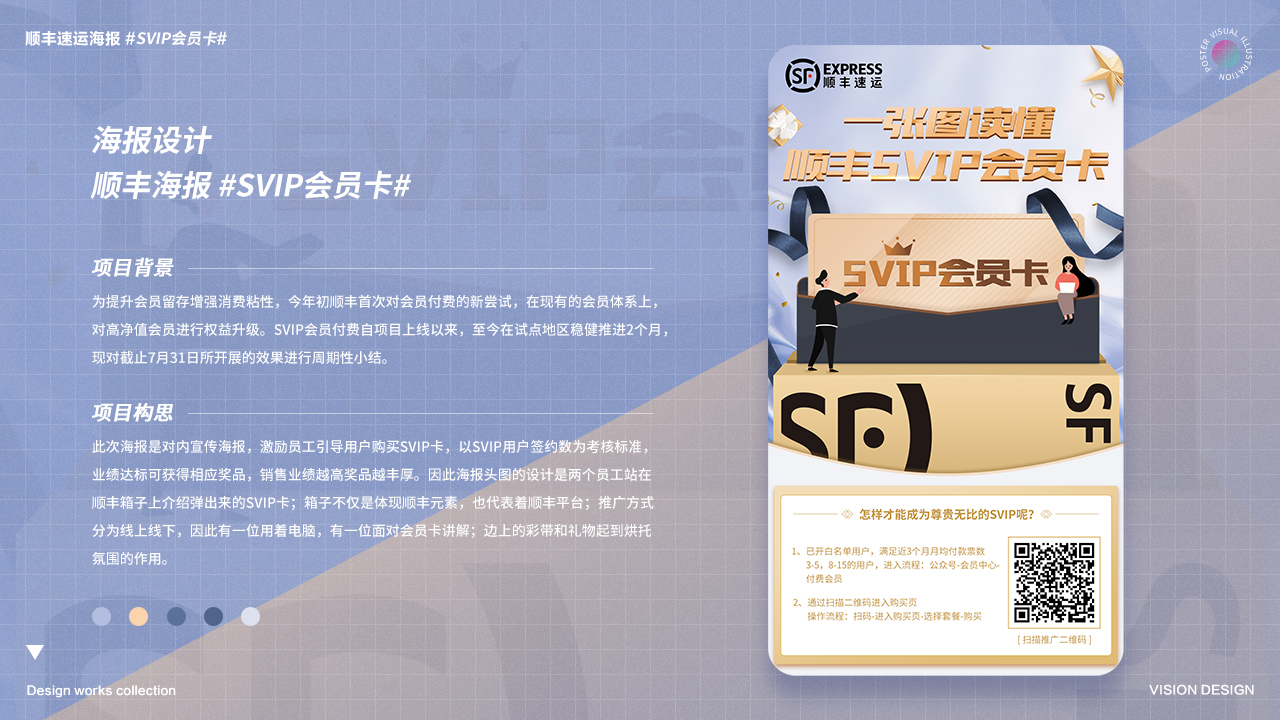 顺丰速运海报 #SVIP会员卡#
POSTER VISUAL ILLUSTRATION
海报设计
顺丰海报 #SVIP会员卡#
项目背景
为提升会员留存增强消费粘性，今年初顺丰首次对会员付费的新尝试，在现有的会员体系上，
对高净值会员进行权益升级。SVIP会员付费自项目上线以来，至今在试点地区稳健推进2个月，
现对截止7月31日所开展的效果进行周期性小结。
项目构思
此次海报是对内宣传海报，激励员工引导用户购买SVIP卡，以SVIP用户签约数为考核标准，
业绩达标可获得相应奖品，销售业绩越高奖品越丰厚。因此海报头图的设计是两个员工站在
顺丰箱子上介绍弹出来的SVIP卡；箱子不仅是体现顺丰元素，也代表着顺丰平台；推广方式
分为线上线下，因此有一位用着电脑，有一位面对会员卡讲解；边上的彩带和礼物起到烘托
氛围的作用。
Design works collection
SF EXPRESS
顺丰速运
一张图读懂
顺丰SVIP会员卡
SVIP会员卡
SF
SF
怎样才能成为尊贵无比的SVIP呢？
1、已开白名单用户，满足近3个月月均付款票数
3-5，8-15的用户，进入流程：公众号-会员中心-
付费会员
2、通过扫描二维码进入购买页
操作流程：扫码-进入购买页-选择套餐-购买
[ 扫描推广二维码 ]
VISION DESIGN